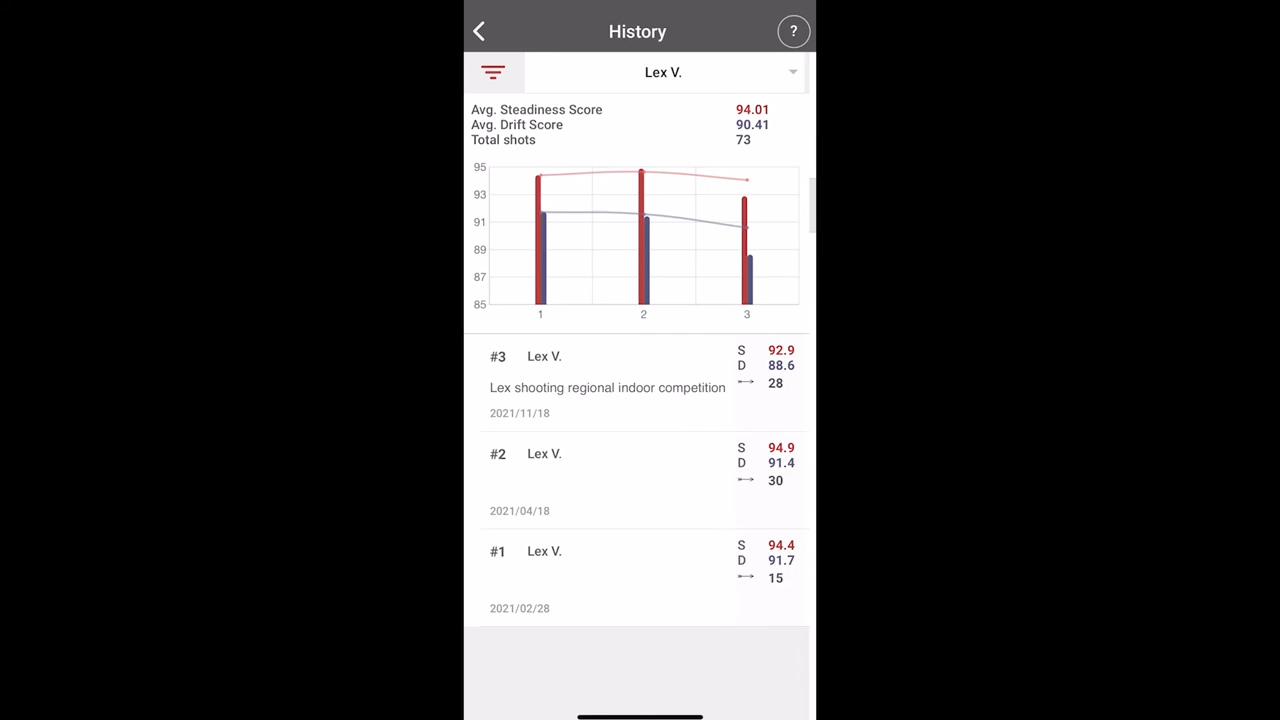 History
?
Lex V.
Avg. Steadiness Score 94.01
Avg. Drift Score 90.41
Total shots 73
95
93
91
89
87
85
1 2 3
#3 Lex V. S 92.9
D 88.6
Lex shooting regional indoor competition 28
2021/11/18
#2 Lex V. S 94.9
D 91.4
30
2021/04/18
#1 Lex V. S 94.4
D 91.7
15
2021/02/28